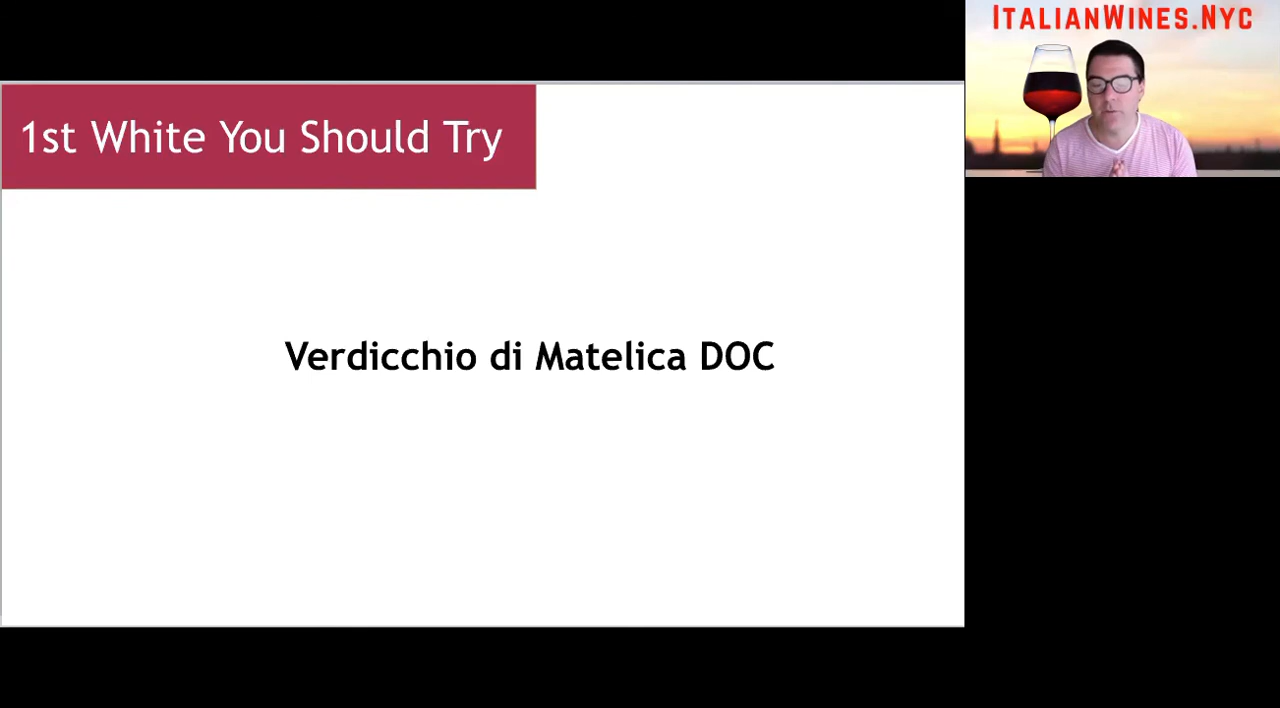 ItalianWines.Nyc
1st White You Should Try
Verdicchio di Matelica DOC